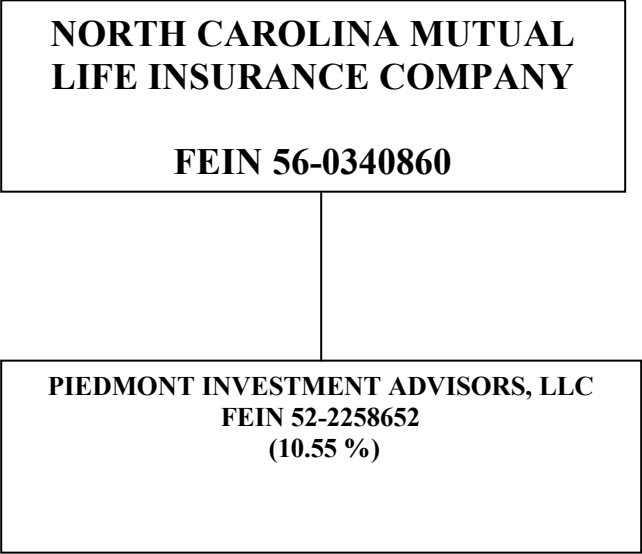 NORTH CAROLINA MUTUAL
LIFE INSURANCE COMPANY
FEIN 56-0340860
PIEDMONT INVESTMENT ADVISORS, LLC
FEIN 52-2258652
(10.55 %)